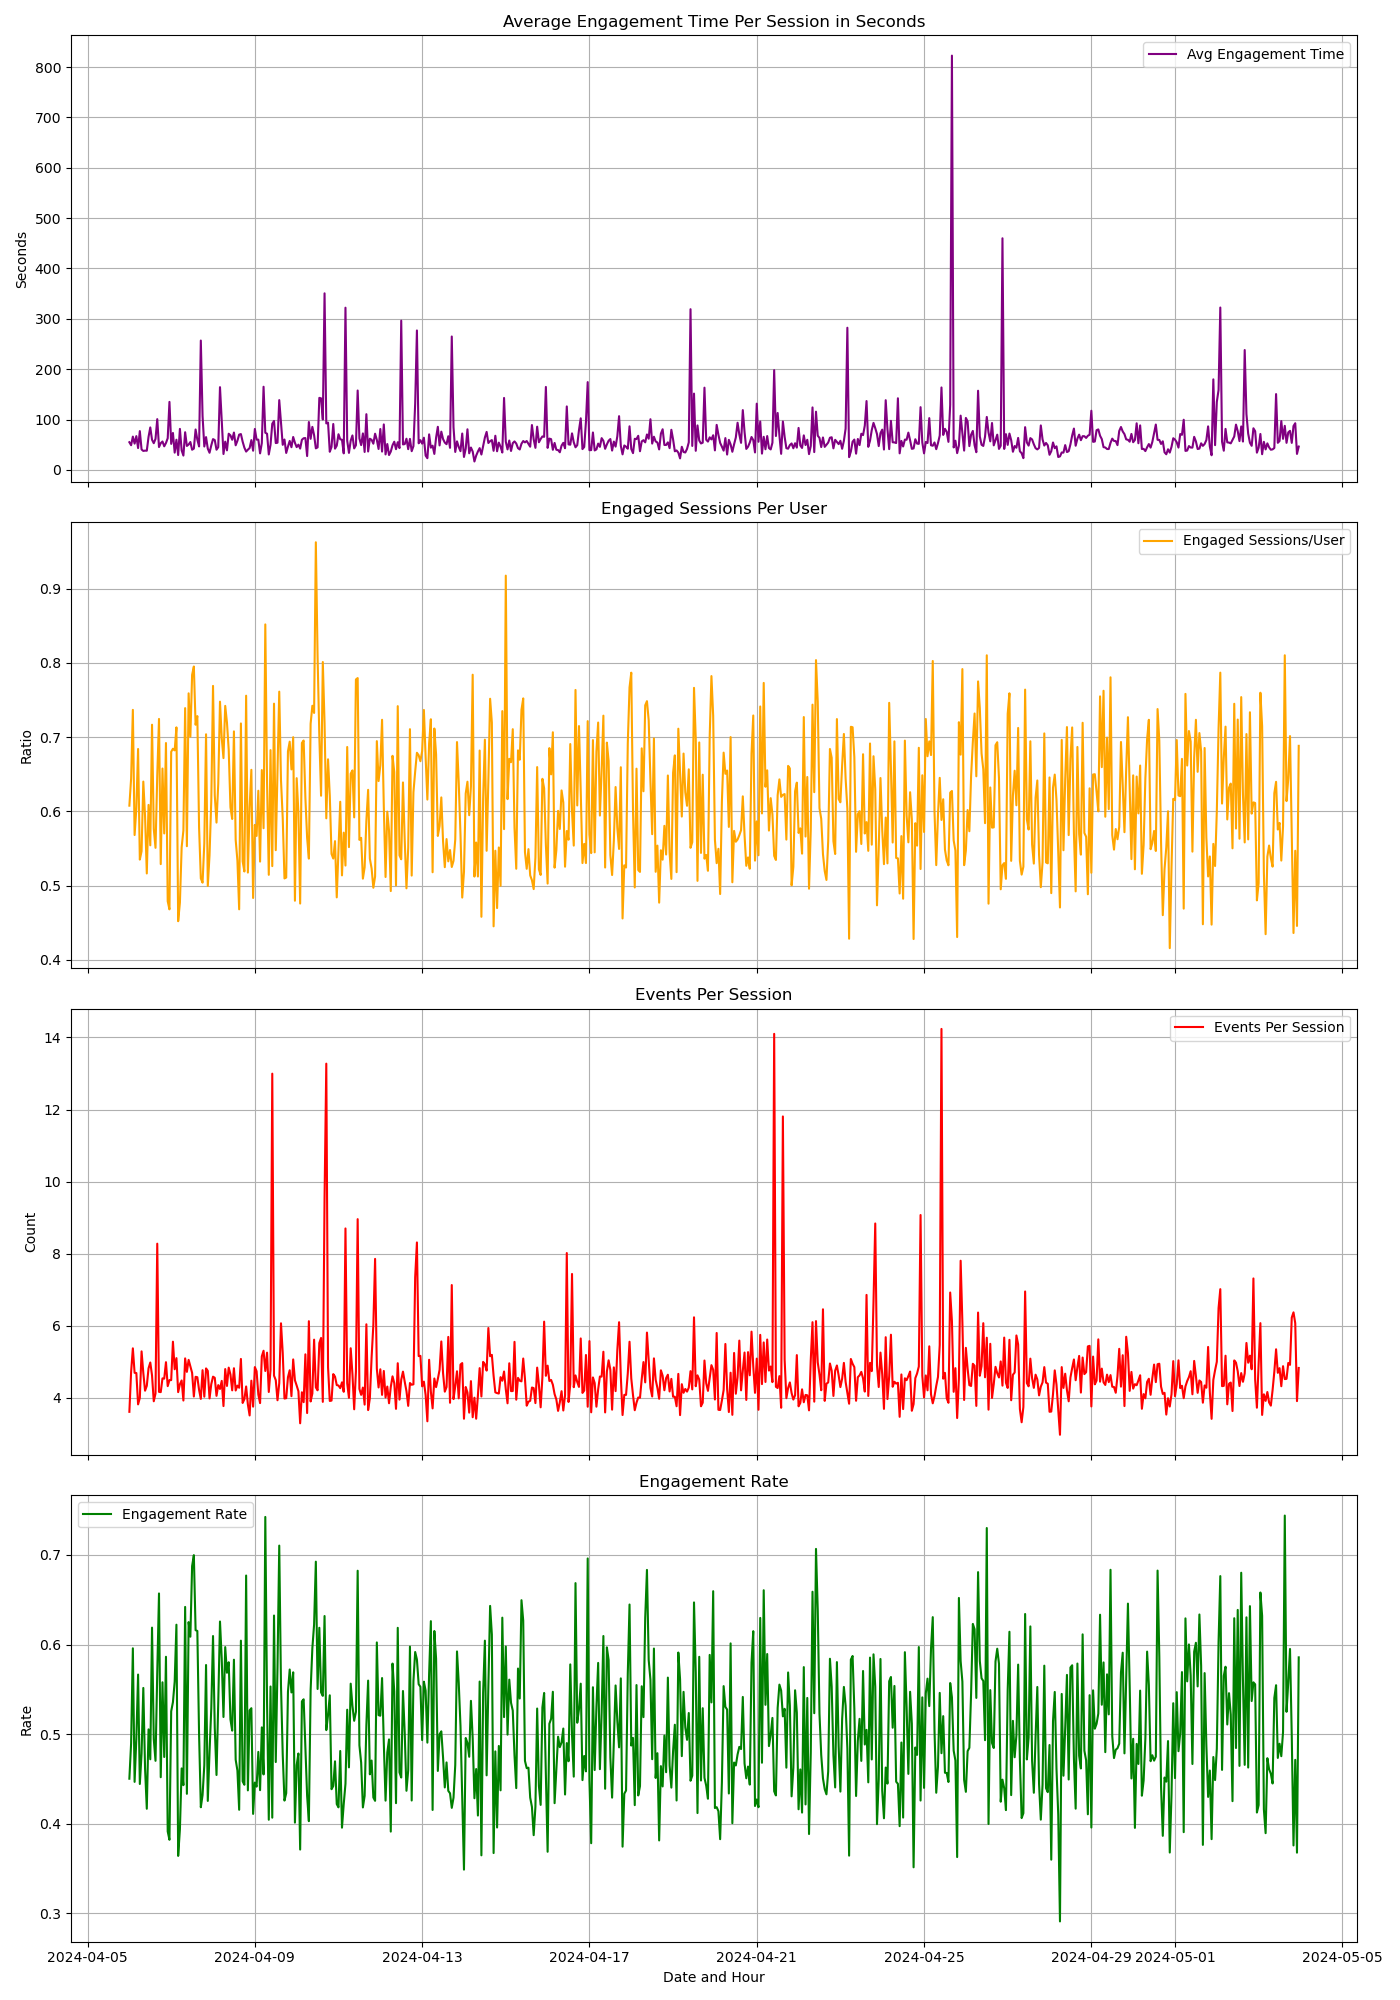 Average Engagement Time Per Session in Seconds
Avg Engagement Time
800
700
600
500
400
300
200
100
0
Seconds
Engaged Sessions Per User
Engaged Sessions/User
0.9
0.8
0.7
0.6
0.5
0.4
Ratio
Events Per Session
Events Per Session
14
12
10
8
6
4
Count
Engagement Rate
Engagement Rate
0.7
0.6
0.5
0.4
0.3
Rate
2024-04-05 2024-04-09 2024-04-13 2024-04-17 2024-04-21 2024-04-25 2024-04-29 2024-05-01 2024-05-05
Date and Hour